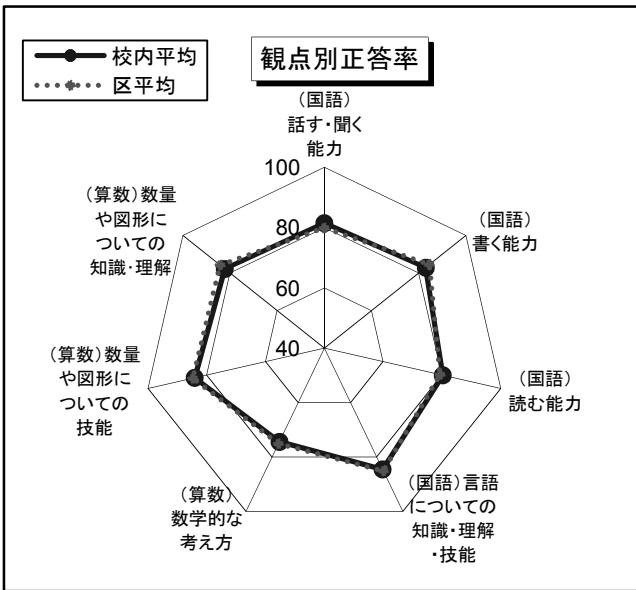 校内平均
区平均
観点別正答率
(国語)
話す・聞く
能力
100
80
60
40
(国語)
書く能力
(国語)
読む能力
(国語)言語
についての
知識・理解
・技能
(算数)
数学的な
考え方
(算数)数量
や図形に
ついての
技能
(算数)数量
や図形に
ついての
知識・理解